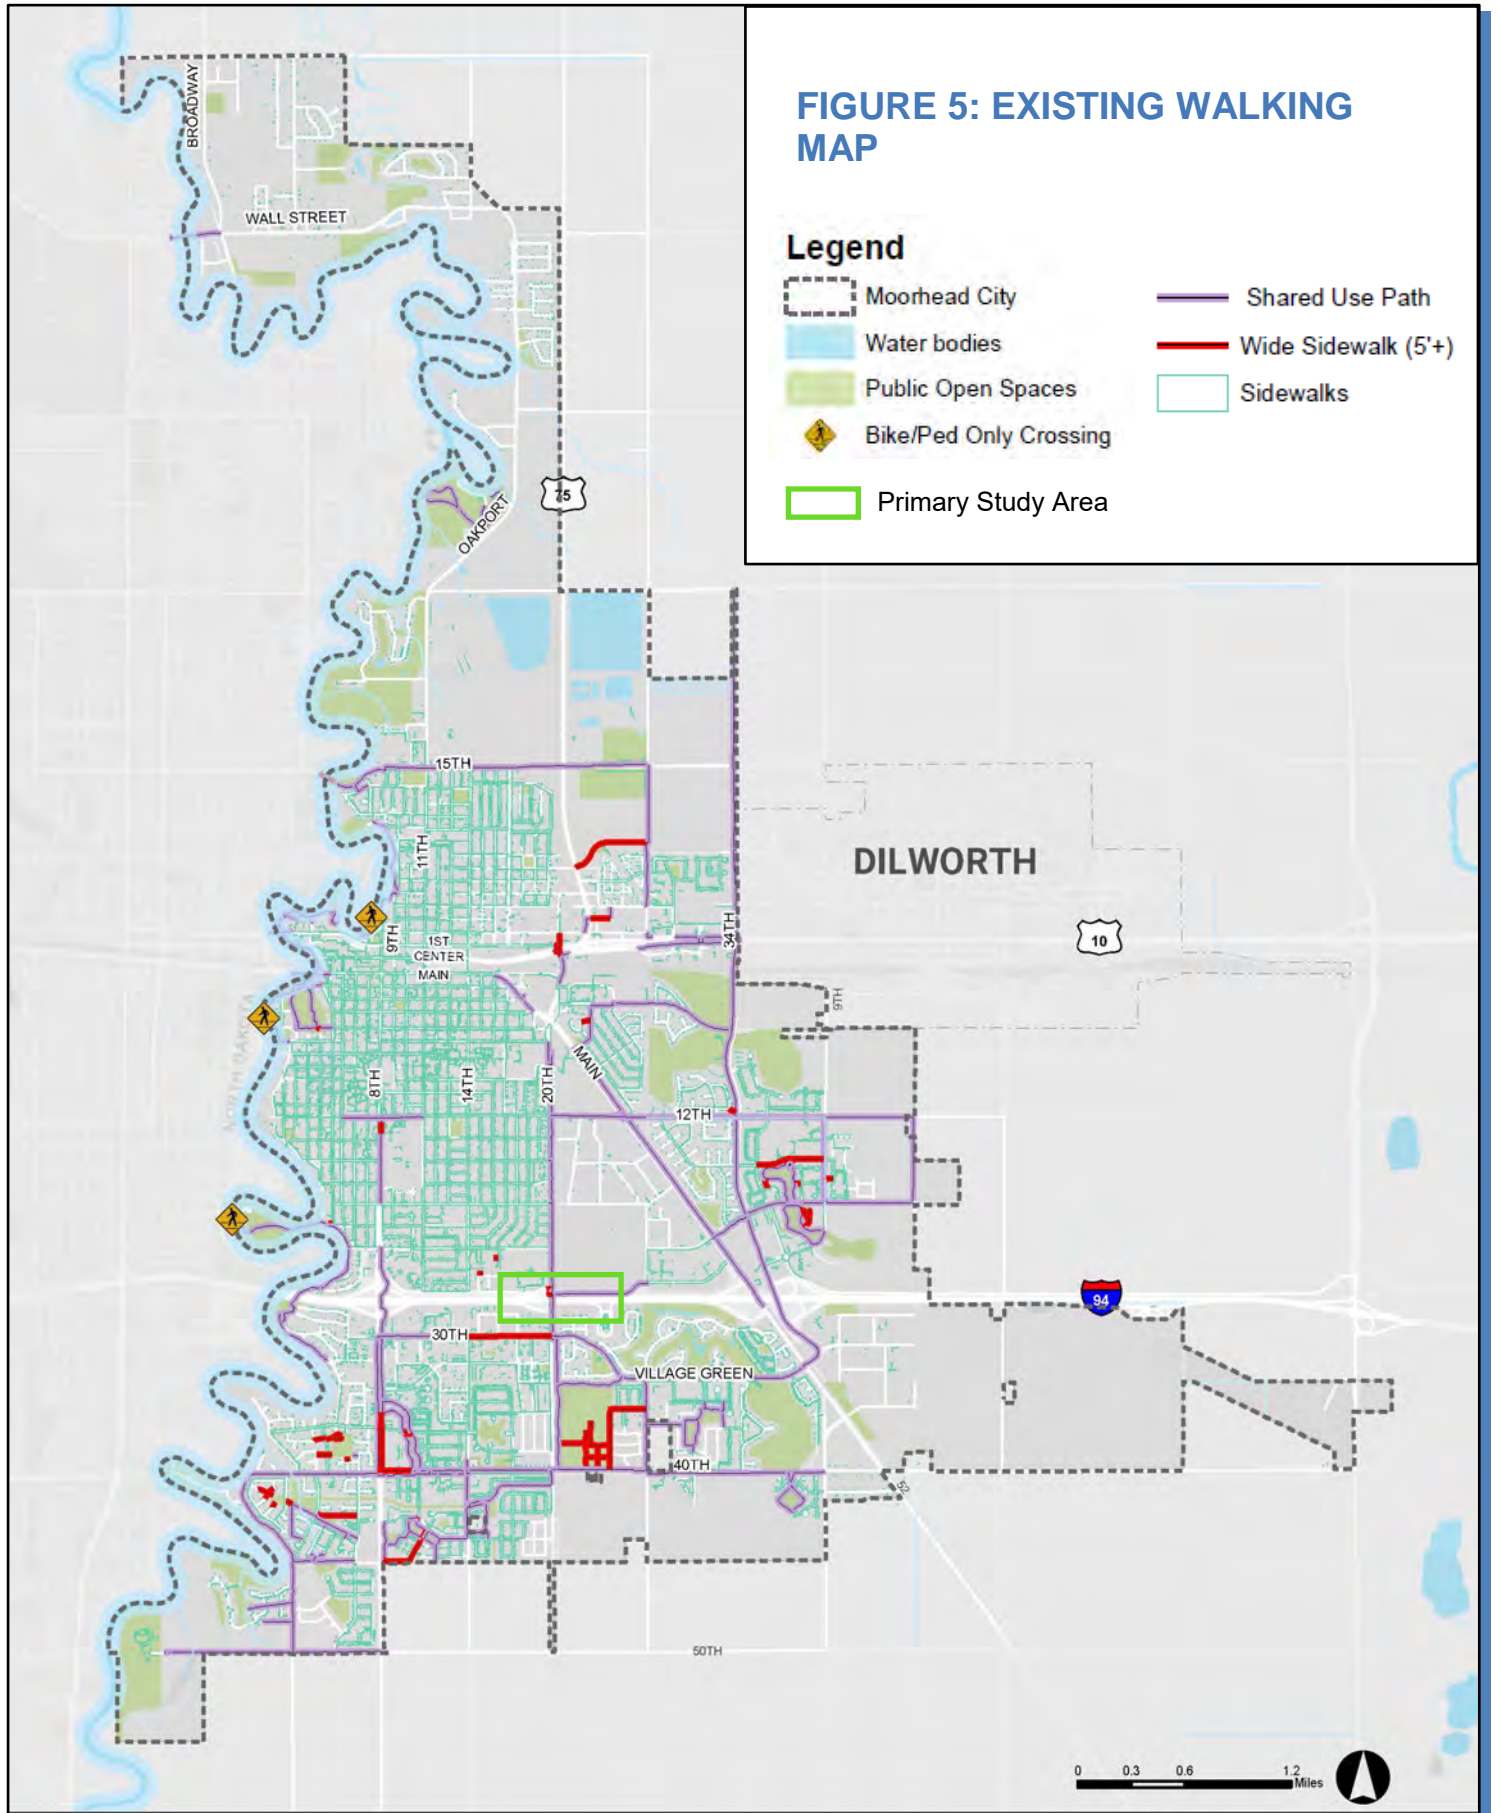 FIGURE 5: EXISTING WALKING
MAP
Legend
Moorhead City
Water bodies
Public Open Spaces
Bike/Ped Only Crossing
Primary Study Area
Shared Use Path
Wide Sidewalk (5'+)
Sidewalks
BROADWAY
WALL STREET
75
OAKPORT
15TH
11TH
DILWORTH
9TH
1ST
CENTER
MAIN
34TH
10
9TH
NORTH DAKOTA
MAIN
8TH
14TH
20TH
12TH
94
30TH
VILLAGE GREEN
40TH
52
50TH
0 0.3 0.6 1.2
Miles